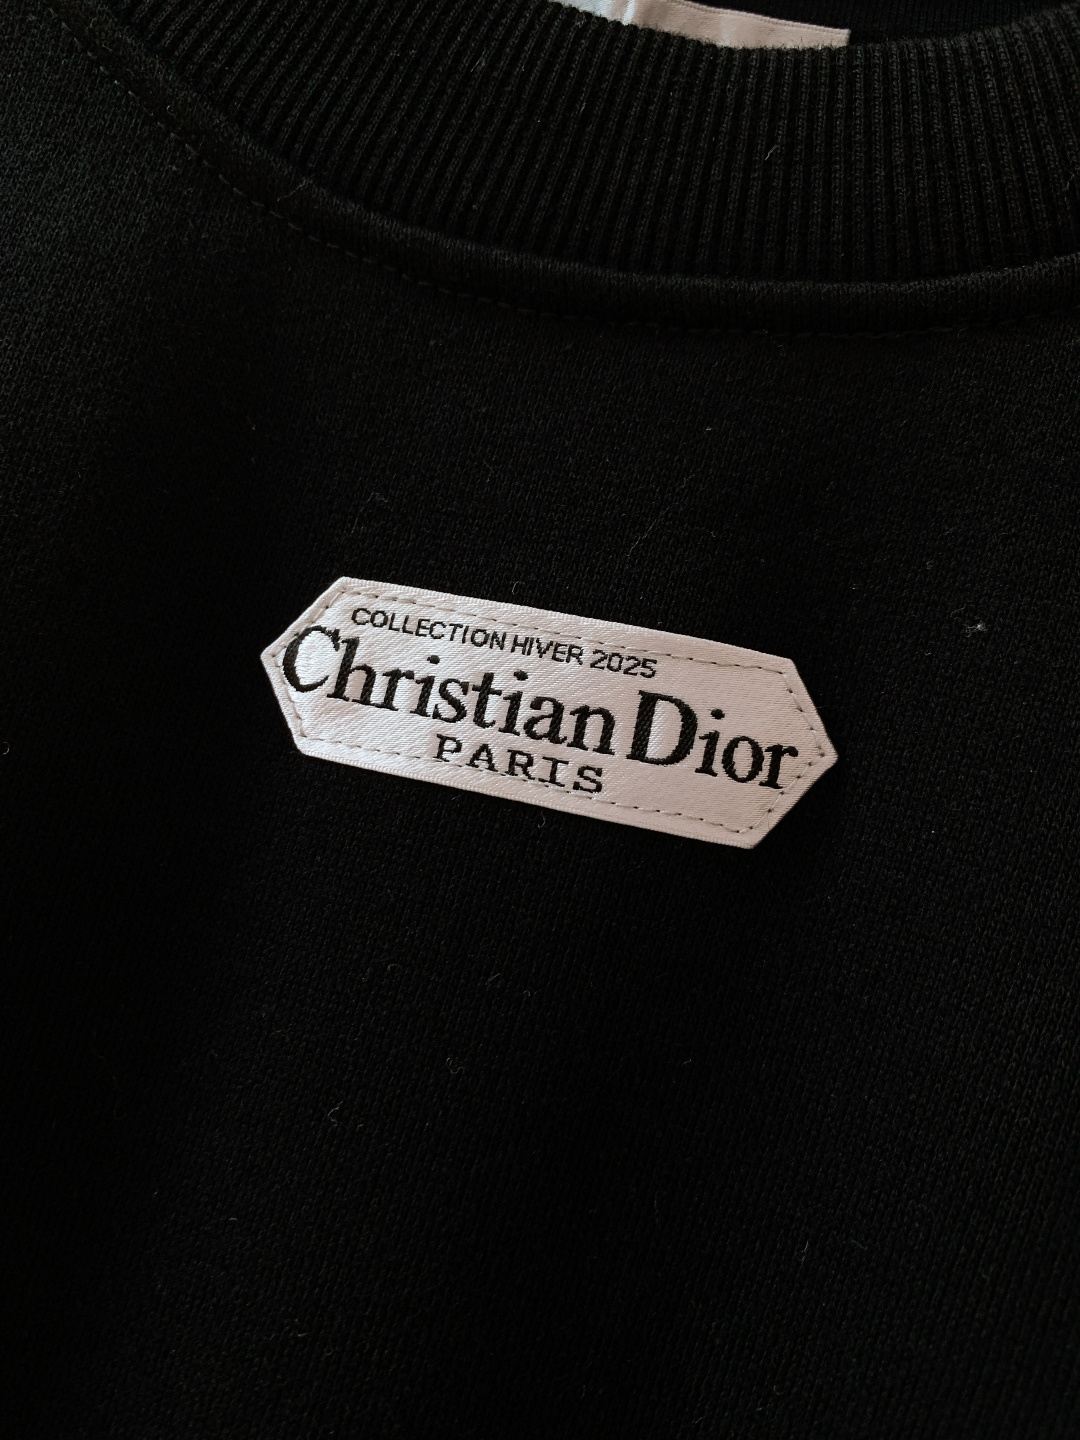 COLLECTION HIVER 2025
Christian Dior
PARIS